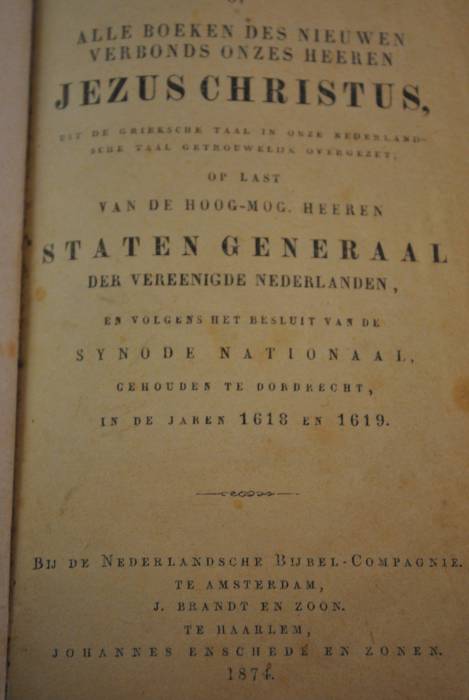 ALLE BOEKEN DES NIEUWEN
VERBONDS ONZES HEEREN
JEZUS CHRISTUS,
UIT DE GRIEKSCHE TAAL IN ONZE NEDERLAND-
SCHE TAAL GETROUWELIJK OVERGEZET,
OP LAST
VAN DE HOOG-MOG. HEEREN
STATEN GENERAAL
DER VEREENIGDE NEDERLANDEN,
EN VOLGENS HET BESLUIT VAN DE
SYNODE NATIONAAL,
GEHOUDEN TE DORDRECHT,
IN DE JAREN 1618 EN 1619.
BIJ DE NEDERLANDSCHE BIJBEL-COMPAGNIE.
TE AMSTERDAM,
J. BRANDT EN ZOON.
TE HAARLEM,
JOHANNES ENSCHEDÉ EN ZONEN.
1874.